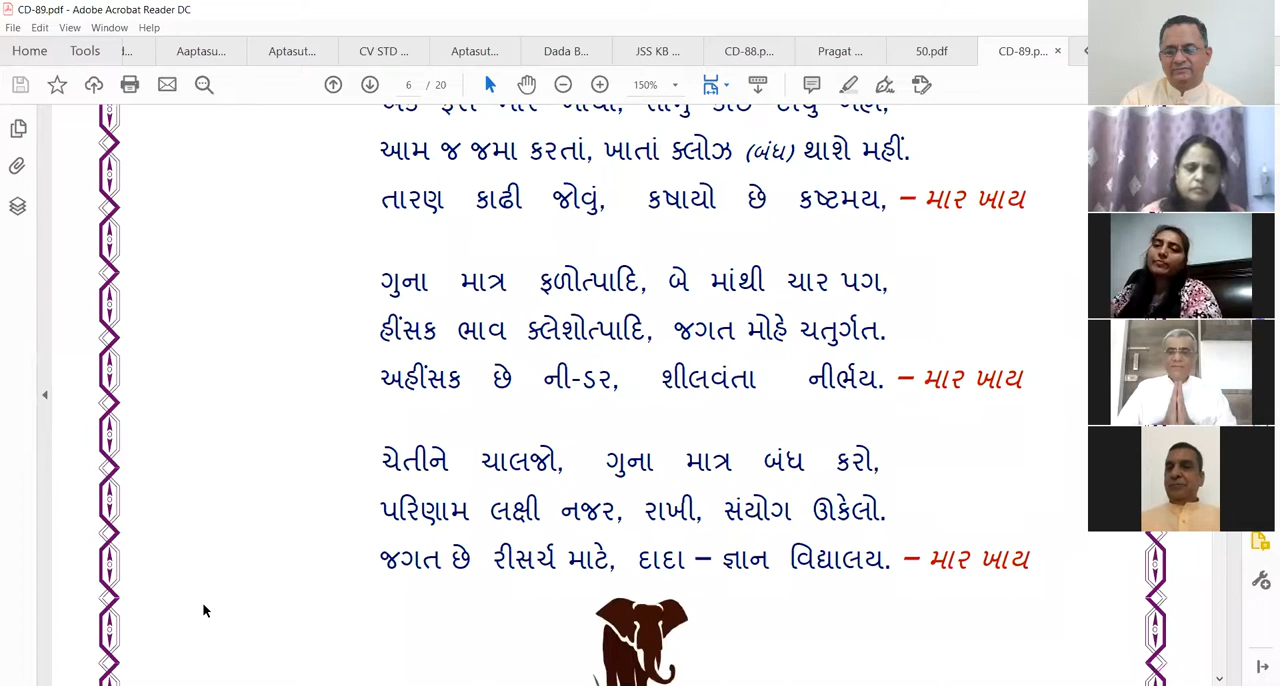 CD-89.pdf - Adobe Acrobat Reader DC
File Edit View Window Help
Home Tools d... Aaptasu... Aptasut... CV STD ... Aptasut... Dada B... JSS KB ... CD-88.p... Pragat ... 50.pdf CD-89.p... ×
6 / 20 150%
આમ જ જમા કરતાં, ખાતાં ક્લોઝ (બંધ) થાશે મહીં.
તારણ કાઢી જોવું, કષાયો છે કષ્ટમય, – માર ખાય
ગુના માત્ર ફળોત્પાદિ, બે માંથી ચાર પગ,
હીંસક ભાવ ક્લેશોત્પાદિ, જગત મોહે ચતુર્ગત.
અહીંસક છે ની-ડર, શીલવંતા નીર્ભય. – માર ખાય
ચેતીને ચાલજો, ગુના માત્ર બંધ કરો,
પરિણામ લક્ષી નજર, રાખી, સંયોગ ઊકેલો.
જગત છે રીસર્ચ માટે, દાદા – જ્ઞાન વિદ્યાલય. – માર ખાય